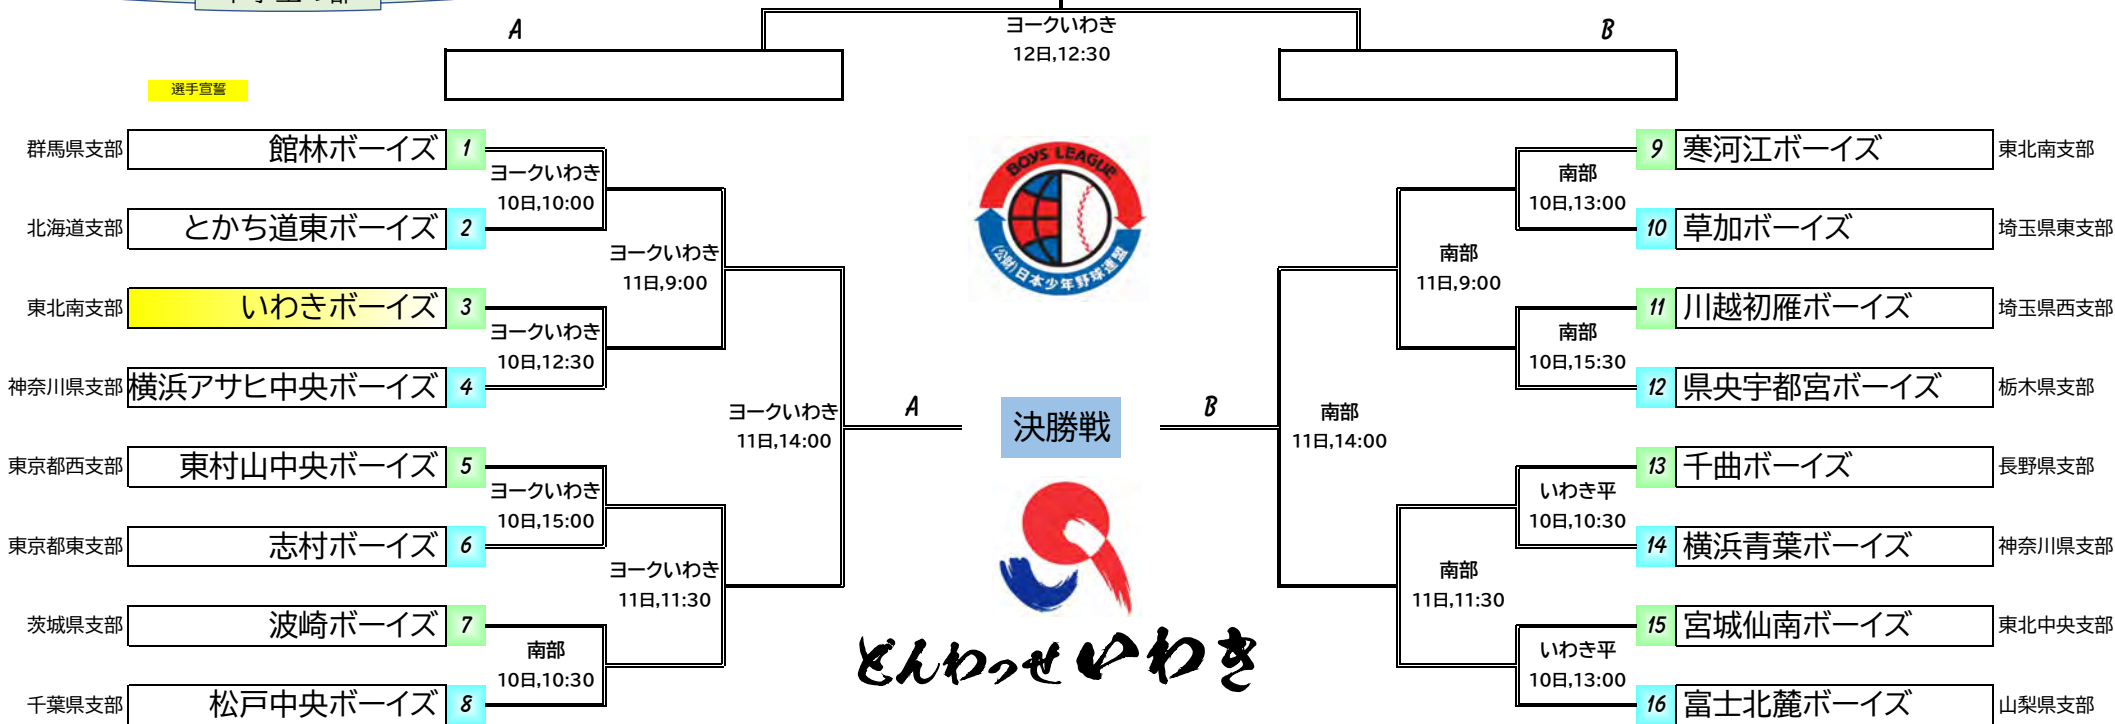 A
ヨークいわき
12日,12:30
B
選手宣誓
群馬県支部 館林ボーイズ 1
ヨークいわき
10日,10:00
北海道支部 とかち道東ボーイズ 2
ヨークいわき
11日,9:00
東北南支部 いわきボーイズ 3
ヨークいわき
10日,12:30
神奈川県支部 横浜アサヒ中央ボーイズ 4
ヨークいわき
11日,14:00
A
東京都西支部 東村山中央ボーイズ 5
ヨークいわき
10日,15:00
東京都東支部 志村ボーイズ 6
ヨークいわき
11日,11:30
茨城県支部 波崎ボーイズ 7
南部
10日,10:30
千葉県支部 松戸中央ボーイズ 8
BOYS LEAGUE
(公財)日本少年野球連盟
決勝戦
どんわっせ いわき
9 寒河江ボーイズ 東北南支部
南部
10日,13:00
10 草加ボーイズ 埼玉県東支部
南部
11日,9:00
11 川越初雁ボーイズ 埼玉県西支部
南部
10日,15:30
12 県央宇都宮ボーイズ 栃木県支部
B
南部
11日,14:00
13 千曲ボーイズ 長野県支部
いわき平
10日,10:30
14 横浜青葉ボーイズ 神奈川県支部
南部
11日,11:30
15 宮城仙南ボーイズ 東北中央支部
いわき平
10日,13:00
16 富士北麓ボーイズ 山梨県支部